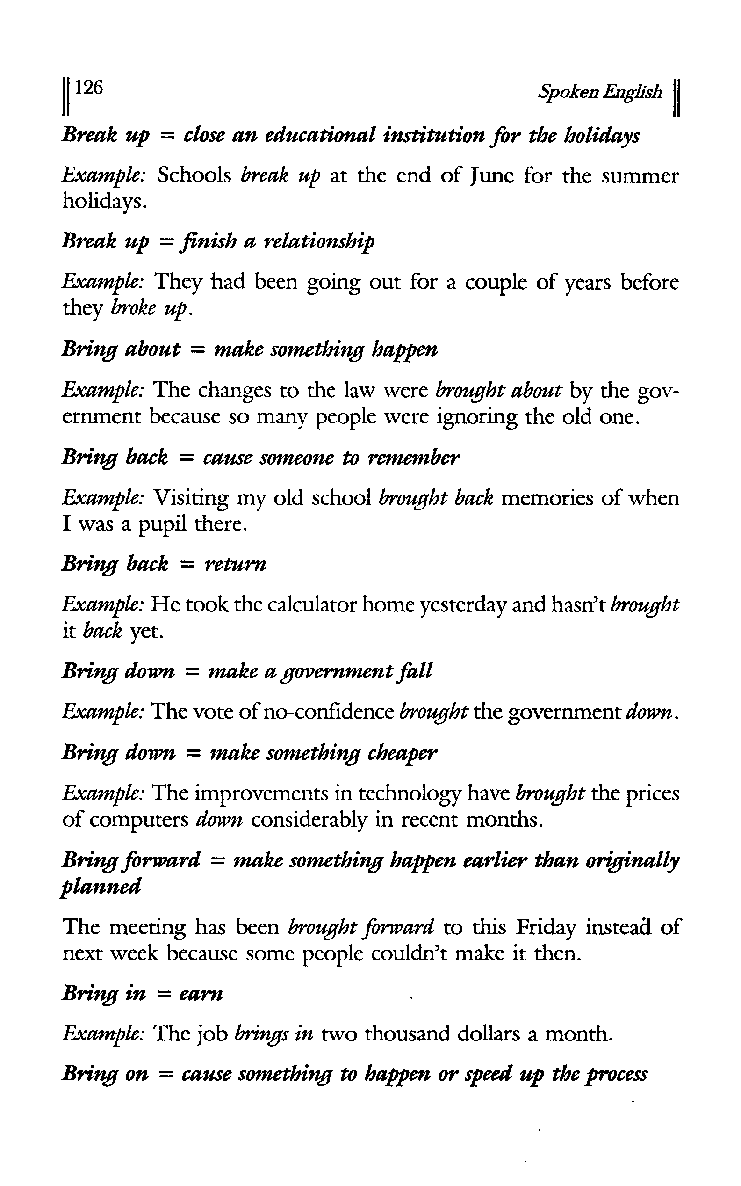 126 Spoken English
Break up = close an educational institution for the holidays
Example: Schools break up at the end of June for the summer
holidays.
Break up = finish a relationship
Example: They had been going out for a couple of years before
they broke up.
Bring about = make something happen
Example: The changes to the law were brought about by the gov-
ernment because so many people were ignoring the old one.
Bring back = cause someone to remember
Example: Visiting my old school brought back memories of when
I was a pupil there.
Bring back = return
Example: He took the calculator home yesterday and hasn't brought
it back yet.
Bring down = make a government fall
Example: The vote of no-confidence brought the government down.
Bring down = make something cheaper
Example: The improvements in technology have brought the prices
of computers down considerably in recent months.
Bring forward = make something happen earlier than originally
planned
The meeting has been brought forward to this Friday instead of
next week because some people couldn't make it then.
Bring in = earn
Example: The job brings in two thousand dollars a month.
Bring on = cause something to happen or speed up the process